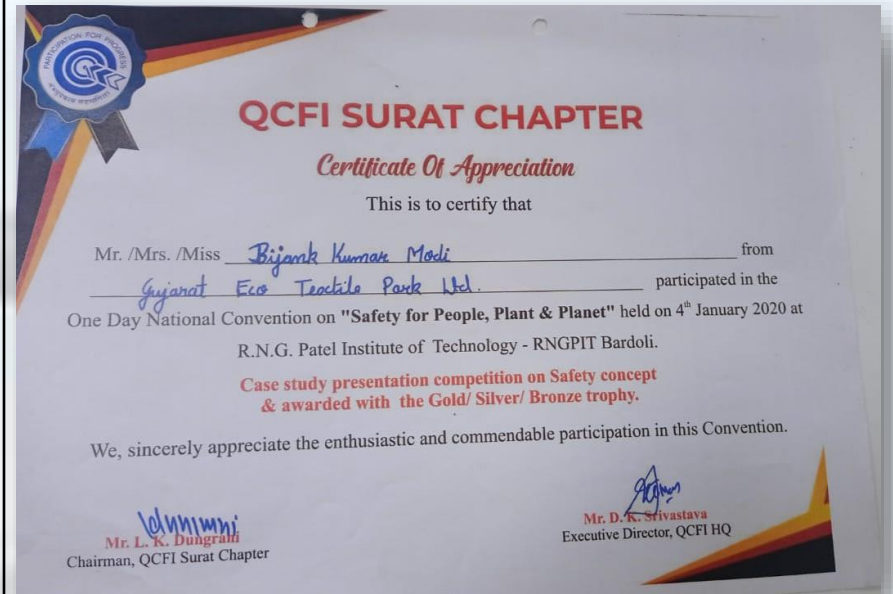 PARTICIPATION FOR PROGRESS
QCFI SURAT CHAPTER
Certificate Of Appreciation
This is to certify that
Mr. /Mrs. /Miss Bijank Kumar Modi from
Gujarat Eco Teactile Park Ltd. participated in the
One Day National Convention on "Safety for People, Plant & Planet" held on 4th January 2020 at
R.N.G. Patel Institute of Technology - RNGPIT Bardoli.
Case study presentation competition on Safety concept
& awarded with the Gold/ Silver/ Bronze trophy.
We, sincerely appreciate the enthusiastic and commendable participation in this Convention.
Mr. L. K. Dungrani
Chairman, QCFI Surat Chapter
Mr. D. K. Srivastava
Executive Director, QCFI HQ